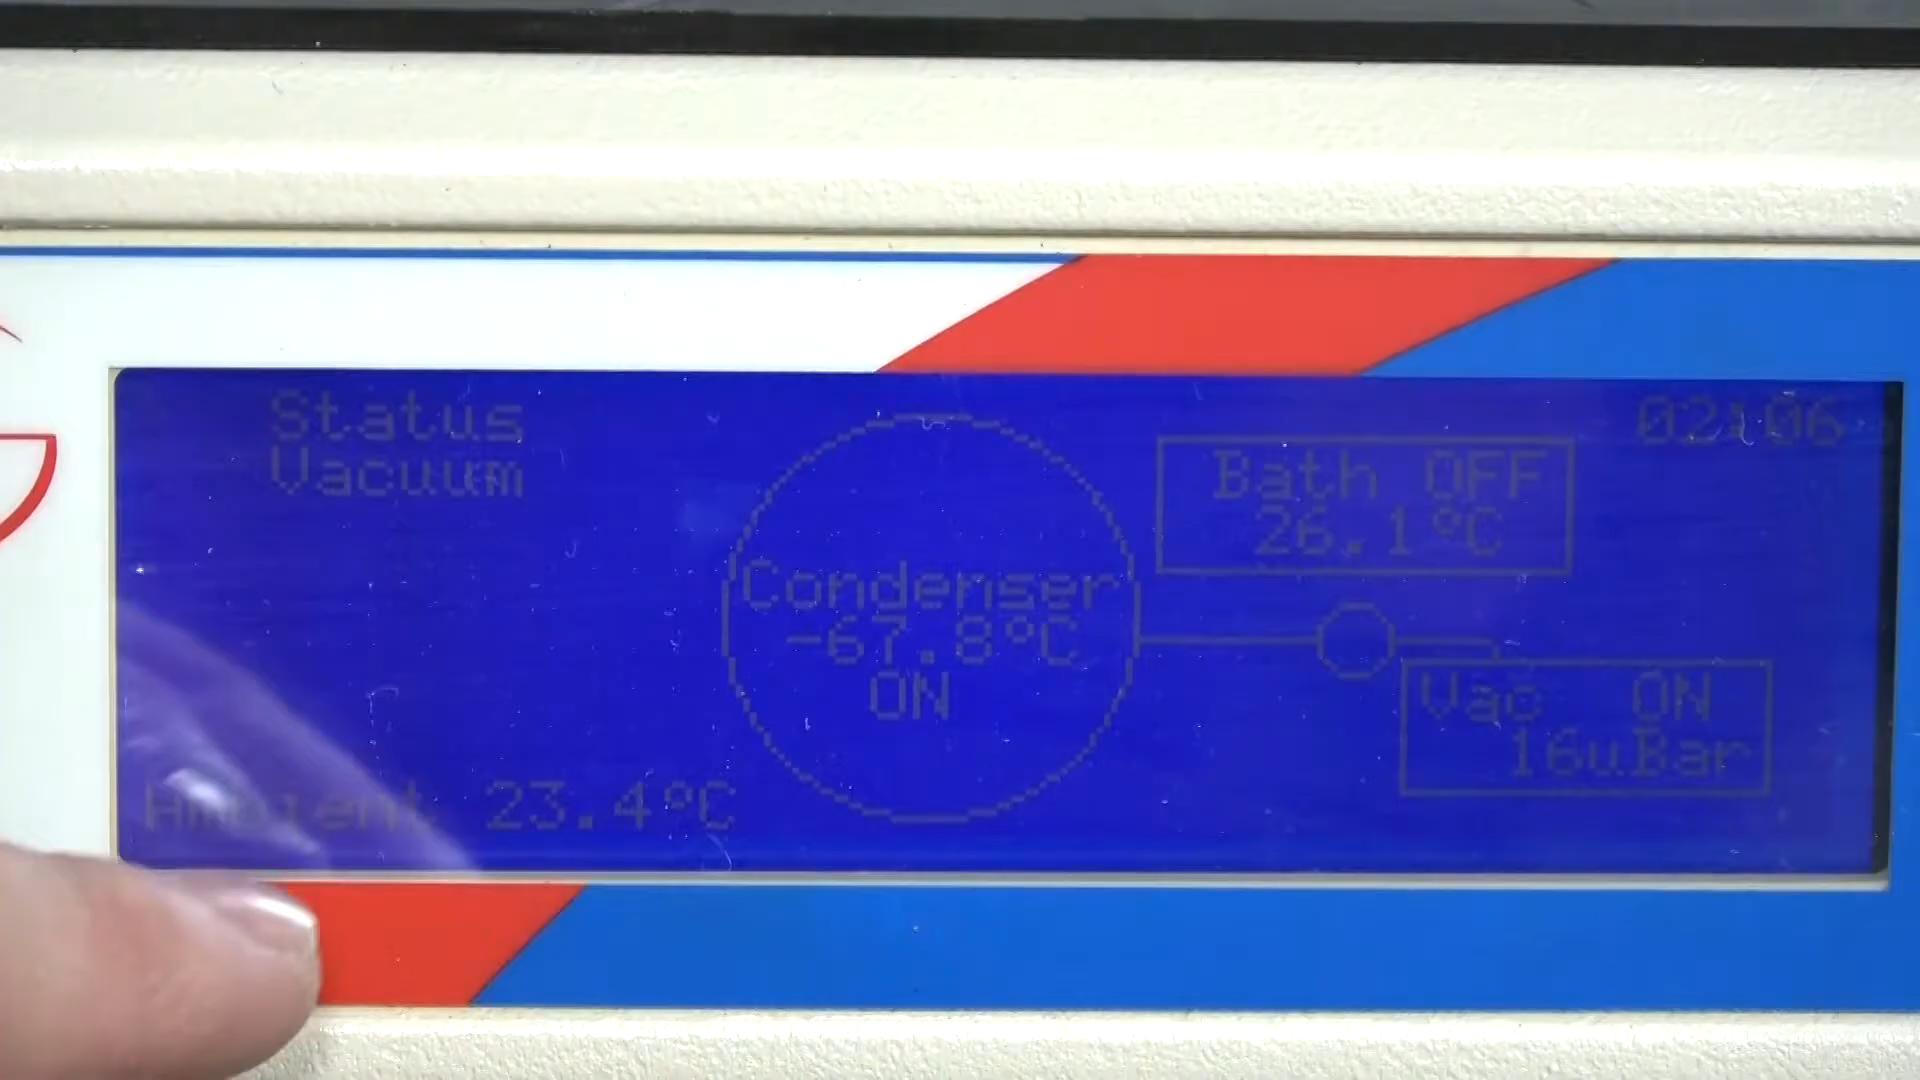 Status
Vacuum
02:06
Bath OFF
26.1°C
Condenser
-67.8°C
ON
Vac ON
16uBar
Ambient 23.4°C